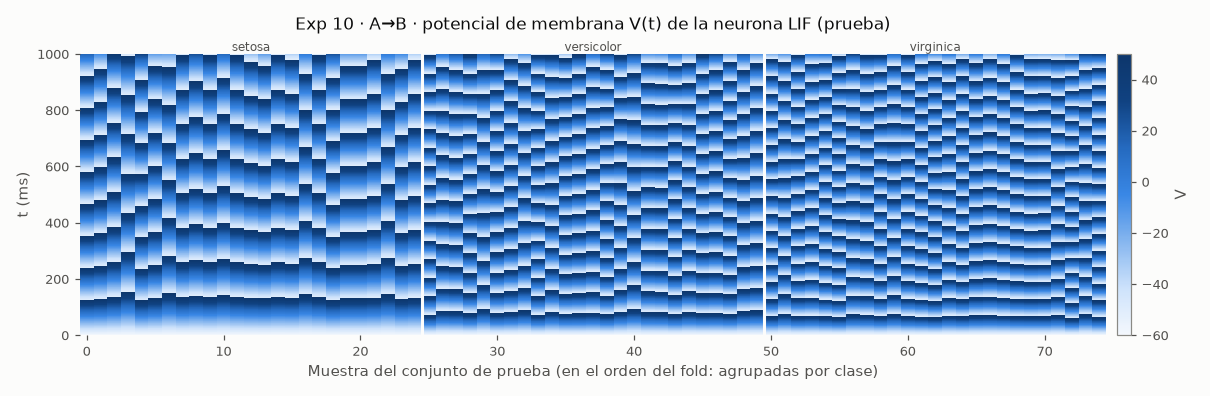 Exp 10 · A→B · potencial de membrana V(t) de la neurona LIF (prueba)
setosa
versicolor
virginica
1000
800
600
400
200
0
t (ms)
0
10
20
30
40
50
60
70
Muestra del conjunto de prueba (en el orden del fold: agrupadas por clase)
40
20
0
−20
−40
−60
V